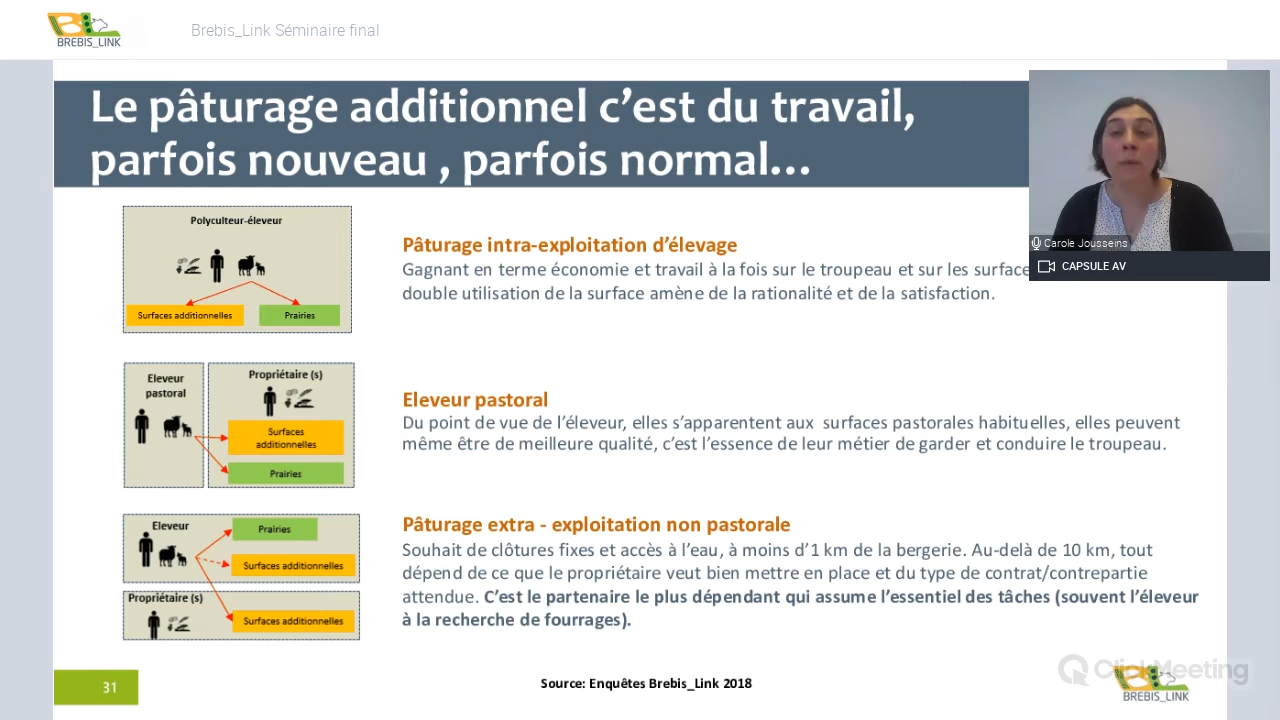 BREBIS_LINK
Brebis_Link Séminaire final
Le pâturage additionnel c’est du travail,
parfois nouveau , parfois normal…
Carole Jousseins
CAPSULE AV
Polyculteur-éleveur
Surfaces additionnelles
Prairies
Pâturage intra-exploitation d’élevage
Gagnant en terme économie et travail à la fois sur le troupeau et sur les surface
double utilisation de la surface amène de la rationalité et de la satisfaction.
Eleveur
pastoral
Propriétaire (s)
Surfaces
additionnelles
Prairies
Eleveur pastoral
Du point de vue de l’éleveur, elles s’apparentent aux surfaces pastorales habituelles, elles peuvent
même être de meilleure qualité, c’est l’essence de leur métier de garder et conduire le troupeau.
Eleveur
Prairies
Surfaces additionnelles
Propriétaire (s)
Surfaces additionnelles
Pâturage extra - exploitation non pastorale
Souhait de clôtures fixes et accès à l’eau, à moins d’1 km de la bergerie. Au-delà de 10 km, tout
dépend de ce que le propriétaire veut bien mettre en place et du type de contrat/contrepartie
attendue. C’est le partenaire le plus dépendant qui assume l’essentiel des tâches (souvent l’éleveur
à la recherche de fourrages).
31
Source: Enquêtes Brebis_Link 2018
ClickMeeting
BREBIS_LINK